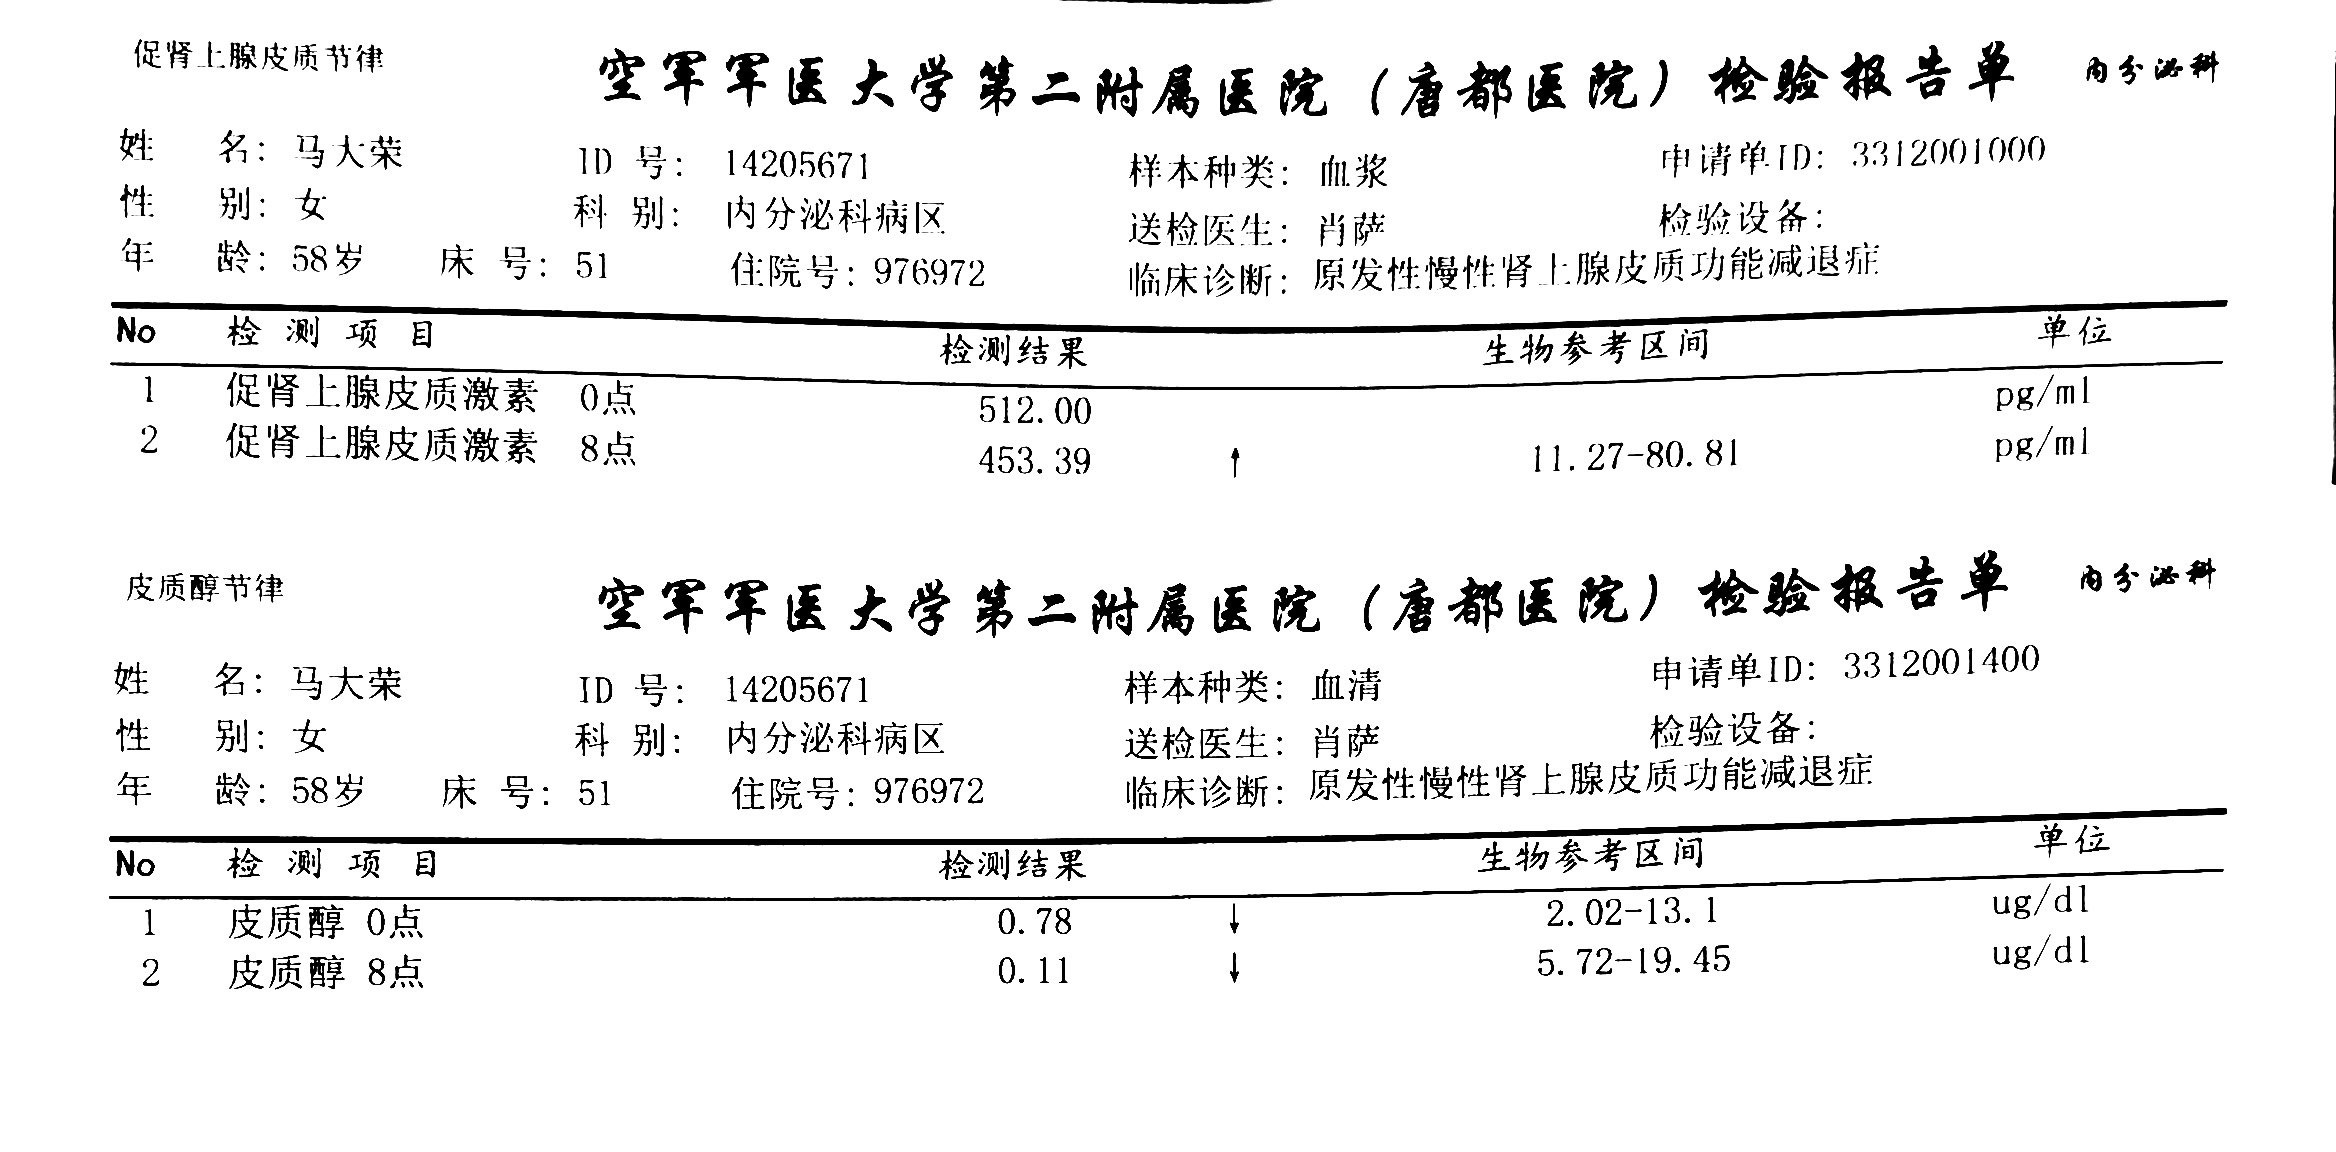 促肾上腺皮质节律 空军军医大学第二附属医院（唐都医院）检验报告单 内分泌科
姓 名: 马大荣 ID 号: 14205671 样本种类: 血浆 申请单ID: 3312001000
性 别: 女 科 别: 内分泌科病区 送检医生: 肖萨 检验设备:
年 龄: 58岁 床 号: 51 住院号: 976972 临床诊断: 原发性慢性肾上腺皮质功能减退症
No 检 测 项 目 检测结果 生物参考区间 单位
1 促肾上腺皮质激素 0点 512.00 pg/ml
2 促肾上腺皮质激素 8点 453.39 ↑ 11.27-80.81 pg/ml
皮质醇节律 空军军医大学第二附属医院（唐都医院）检验报告单 内分泌科
姓 名: 马大荣 ID 号: 14205671 样本种类: 血清 申请单ID: 3312001400
性 别: 女 科 别: 内分泌科病区 送检医生: 肖萨 检验设备:
年 龄: 58岁 床 号: 51 住院号: 976972 临床诊断: 原发性慢性肾上腺皮质功能减退症
No 检 测 项 目 检测结果 生物参考区间 单位
1 皮质醇 0点 0.78 ↓ 2.02-13.1 ug/dl
2 皮质醇 8点 0.11 ↓ 5.72-19.45 ug/dl